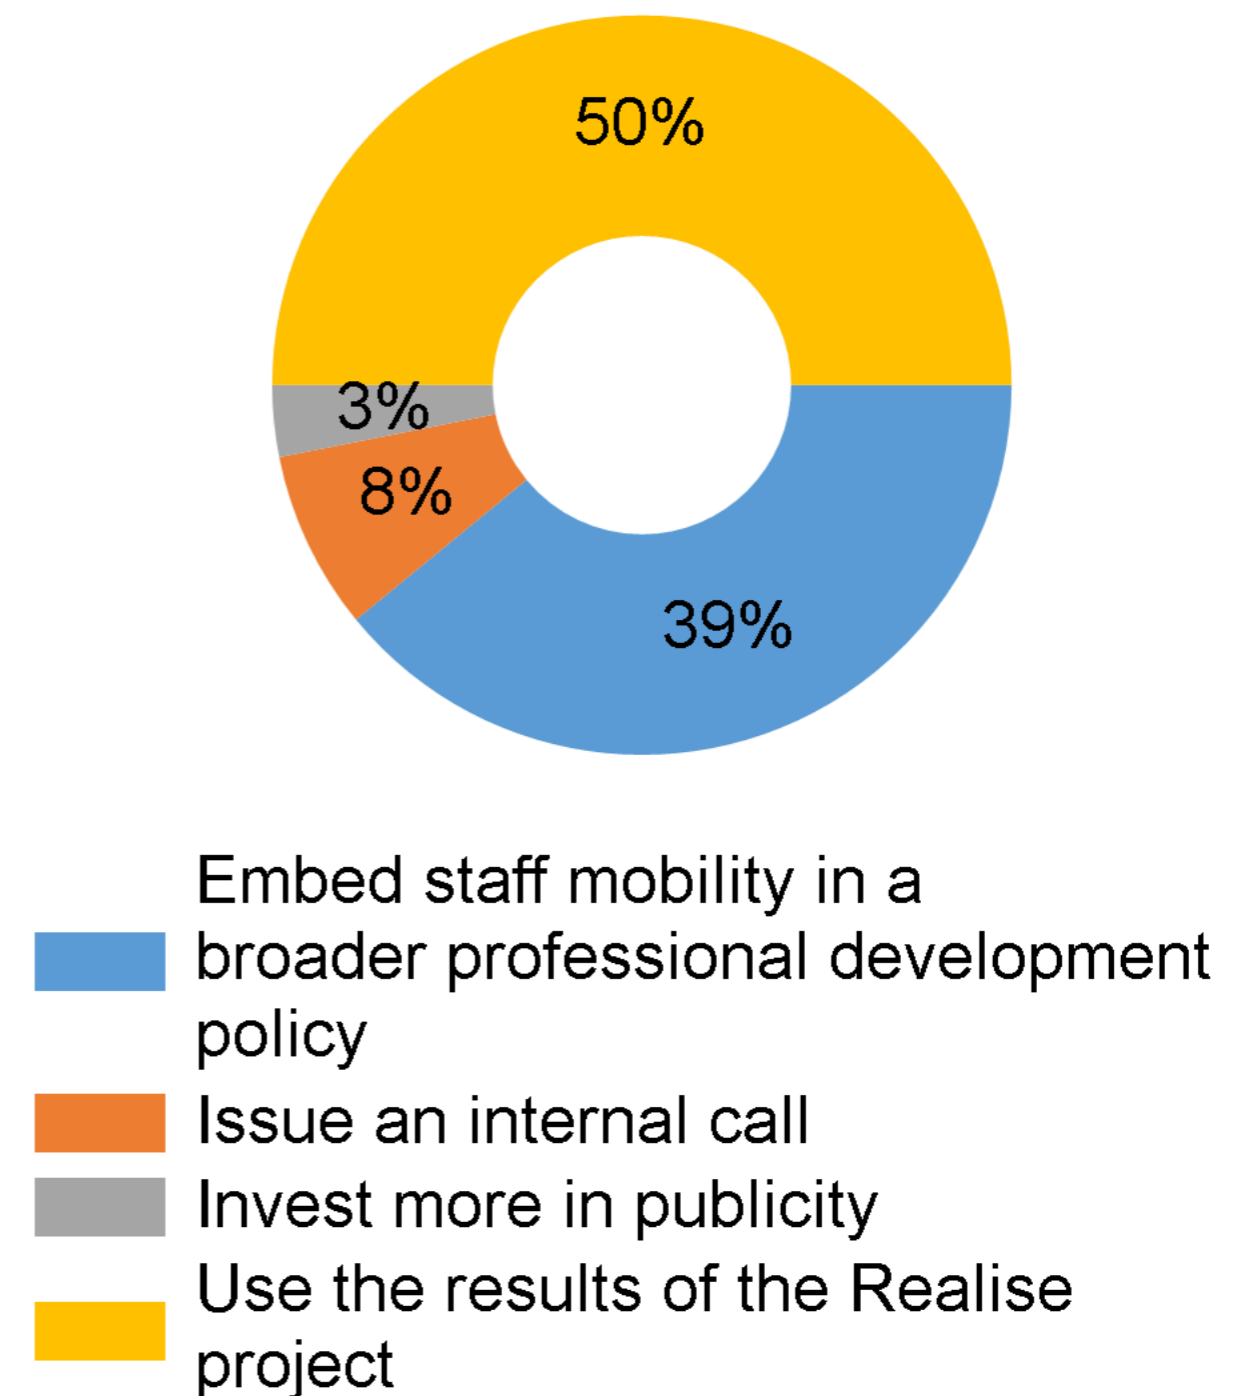 50%
3%
8%
39%
Embed staff mobility in a
broader professional development
policy
Issue an internal call
Invest more in publicity
Use the results of the Realise
project